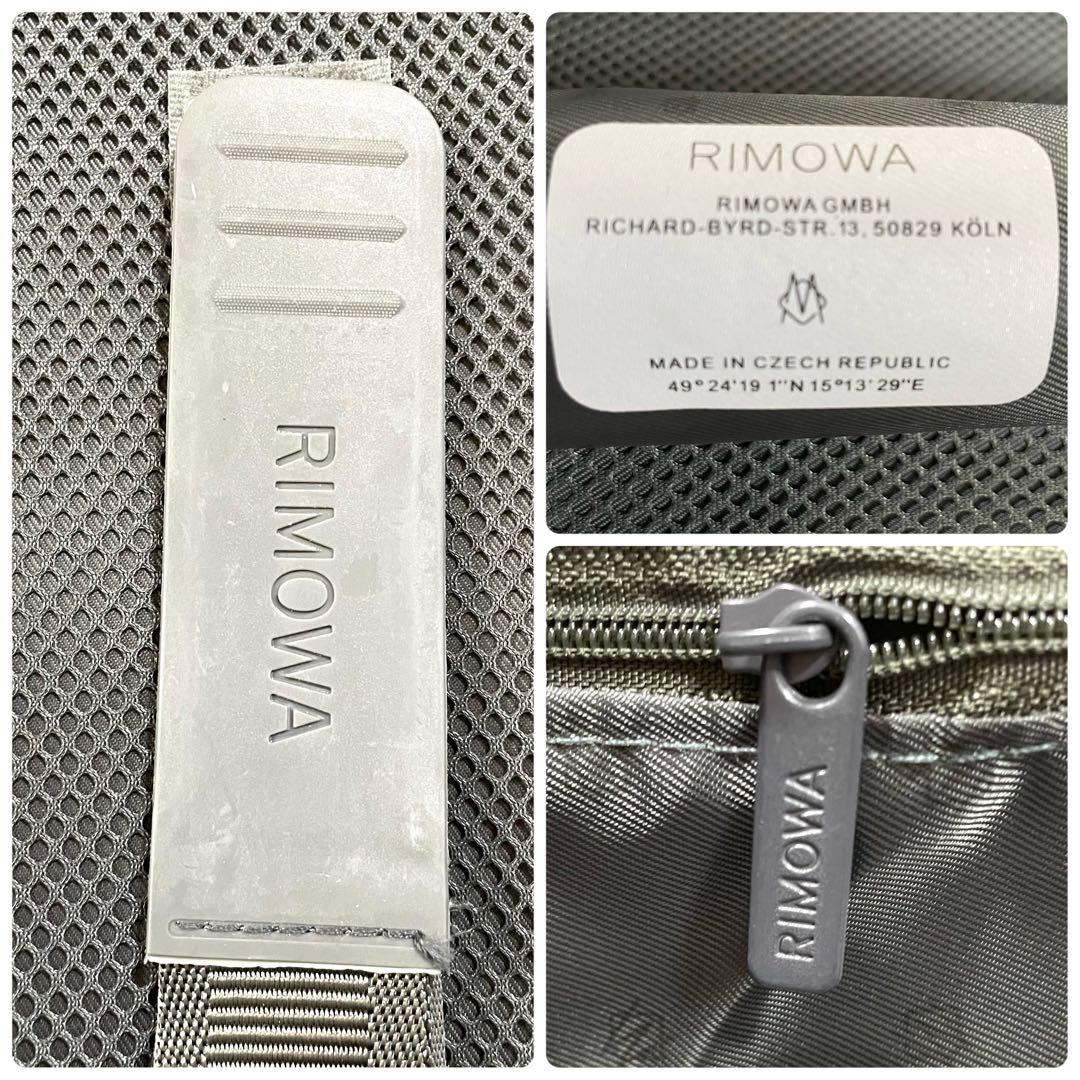 RIMOWA
RIMOWA
RIMOWA GMBH
RICHARD-BYRD-STR.13, 50829 KÖLN
MADE IN CZECH REPUBLIC
49°24'19 1"N 15°13'29"E
RIMOWA